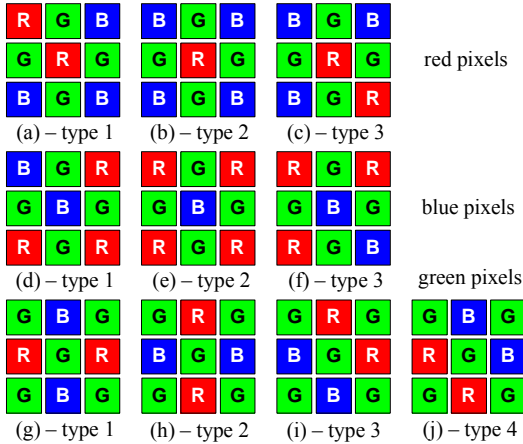 R G B B G B B G B
G R G G R G G R G red pixels
B G B B G B B G R
(a) – type 1 (b) – type 2 (c) – type 3
B G R R G R R G R
G B G G B G G B G blue pixels
R G R R G R R G B
(d) – type 1 (e) – type 2 (f) – type 3 green pixels
G B G G R G G R G G B G
R G R B G B B G R R G B
G B G G R G G B G G R G
(g) – type 1 (h) – type 2 (i) – type 3 (j) – type 4